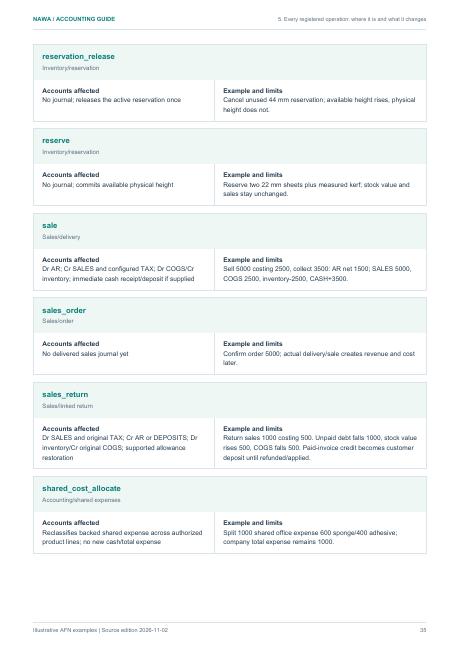 NAWA / ACCOUNTING GUIDE
5. Every registered operation: where it is and what it changes
reservation_release
Inventory/reservation
Accounts affected
No journal; releases the active reservation once
Example and limits
Cancel unused 44 mm reservation; available height rises, physical
height does not.
reserve
Inventory/reservation
Accounts affected
No journal; commits available physical height
Example and limits
Reserve two 22 mm sheets plus measured kerf; stock value and
sales stay unchanged.
sale
Sales/delivery
Accounts affected
Dr AR; Cr SALES and configured TAX; Dr COGS/Cr
inventory; immediate cash receipt/deposit if supplied
Example and limits
Sell 5000 costing 2500, collect 3500: AR net 1500; SALES 5000,
COGS 2500, inventory-2500, CASH+3500.
sales_order
Sales/order
Accounts affected
No delivered sales journal yet
Example and limits
Confirm order 5000; actual delivery/sale creates revenue and cost
later.
sales_return
Sales/linked return
Accounts affected
Dr SALES and original TAX; Cr AR or DEPOSITS; Dr
inventory/Cr original COGS; supported allowance
restoration
Example and limits
Return sales 1000 costing 500. Unpaid debt falls 1000, stock value
rises 500, COGS falls 500. Paid-invoice credit becomes customer
deposit until refunded/applied.
shared_cost_allocate
Accounting/shared expenses
Accounts affected
Reclassifies backed shared expense across authorized
product lines; no new cash/total expense
Example and limits
Split 1000 shared office expense 600 sponge/400 adhesive;
company total expense remains 1000.
Illustrative AFN examples | Source edition 2026-11-02
35